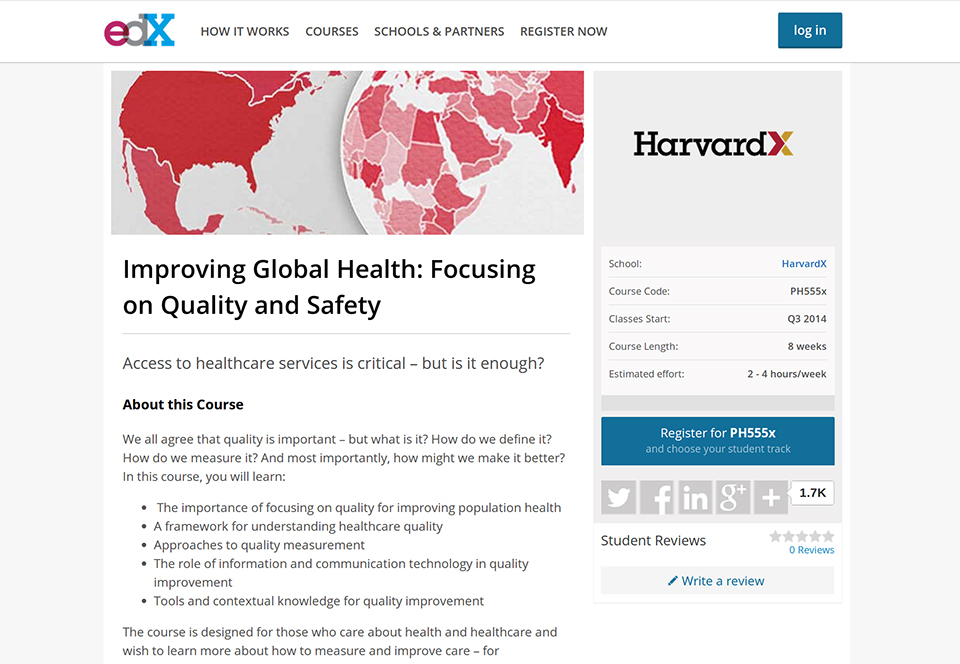 edX
HOW IT WORKS COURSES SCHOOLS & PARTNERS REGISTER NOW
log in
HarvardX
Improving Global Health: Focusing
on Quality and Safety
Access to healthcare services is critical – but is it enough?
About this Course
We all agree that quality is important – but what is it? How do we define it?
How do we measure it? And most importantly, how might we make it better?
In this course, you will learn:
• The importance of focusing on quality for improving population health
• A framework for understanding healthcare quality
• Approaches to quality measurement
• The role of information and communication technology in quality
improvement
• Tools and contextual knowledge for quality improvement
The course is designed for those who care about health and healthcare and
wish to learn more about how to measure and improve care – for
School: HarvardX
Course Code: PH555x
Classes Start: Q3 2014
Course Length: 8 weeks
Estimated effort: 2 - 4 hours/week
Register for PH555x
and choose your student track
in g+ + 1.7K
Student Reviews
0 Reviews
Write a review